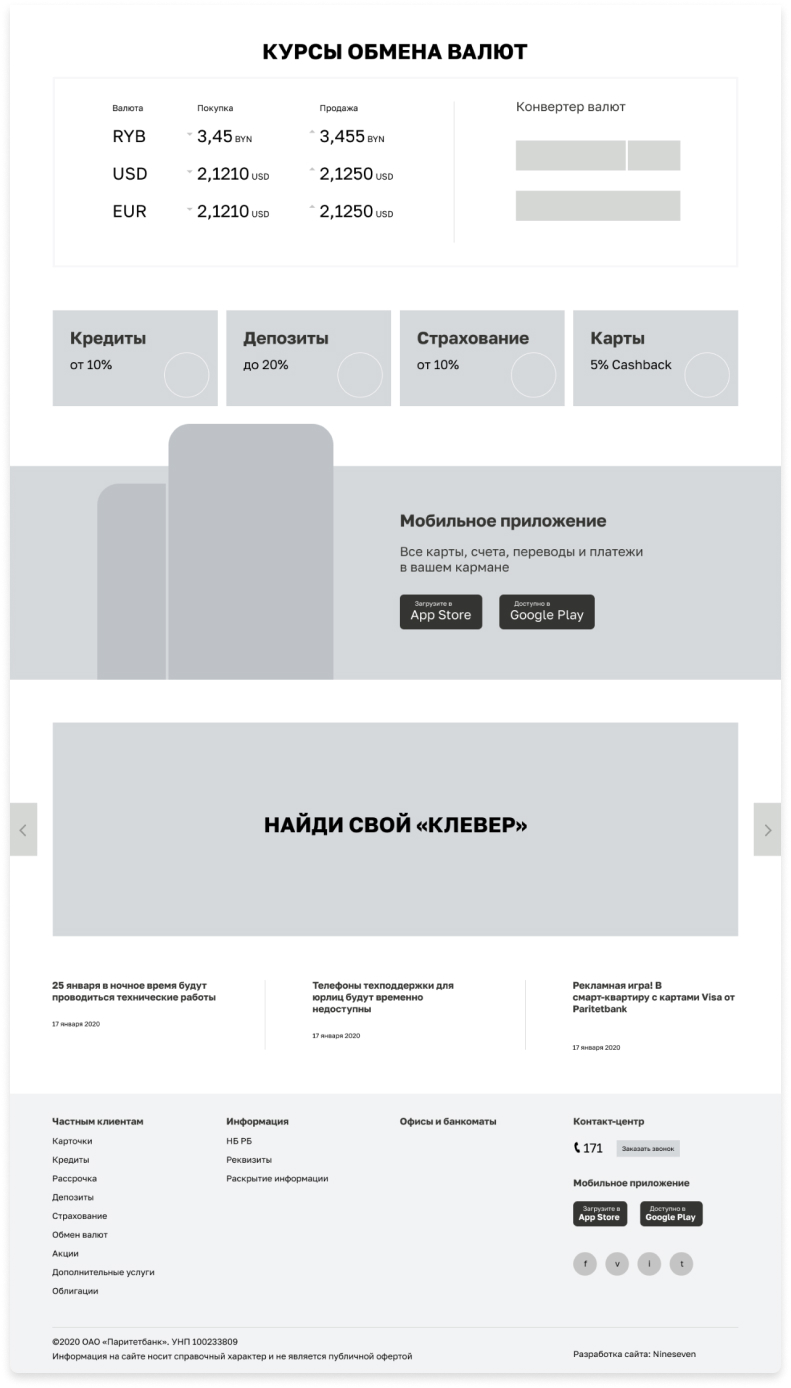 КУРСЫ ОБМЕНА ВАЛЮТ
Валюта Покупка Продажа
RYB 3,45 BYN 3,455 BYN
USD 2,1210 USD 2,1250 USD
EUR 2,1210 USD 2,1250 USD
Конвертер валют
Кредиты
от 10%
Депозиты
до 20%
Страхование
от 10%
Карты
5% Cashback
Мобильное приложение
Все карты, счета, переводы и платежи
в вашем кармане
Загрузите в
App Store
Доступно в
Google Play
НАЙДИ СВОЙ «КЛЕВЕР»
25 января в ночное время будут
проводиться технические работы
17 января 2020
Телефоны техподдержки для
юрлиц будут временно
недоступны
17 января 2020
Рекламная игра! В
смарт-квартиру с картами Visa от
Paritetbank
17 января 2020
Частным клиентам
Карточки
Кредиты
Рассрочка
Депозиты
Страхование
Обмен валют
Акции
Дополнительные услуги
Облигации
Информация
НБ РБ
Реквизиты
Раскрытие информации
Офисы и банкоматы
Контакт-центр
171 Заказать звонок
Мобильное приложение
Загрузите в
App Store
Доступно в
Google Play
f v i t
©2020 ОАО «Паритетбанк». УНП 100233809
Информация на сайте носит справочный характер и не является публичной офертой
Разработка сайта: Nineseven